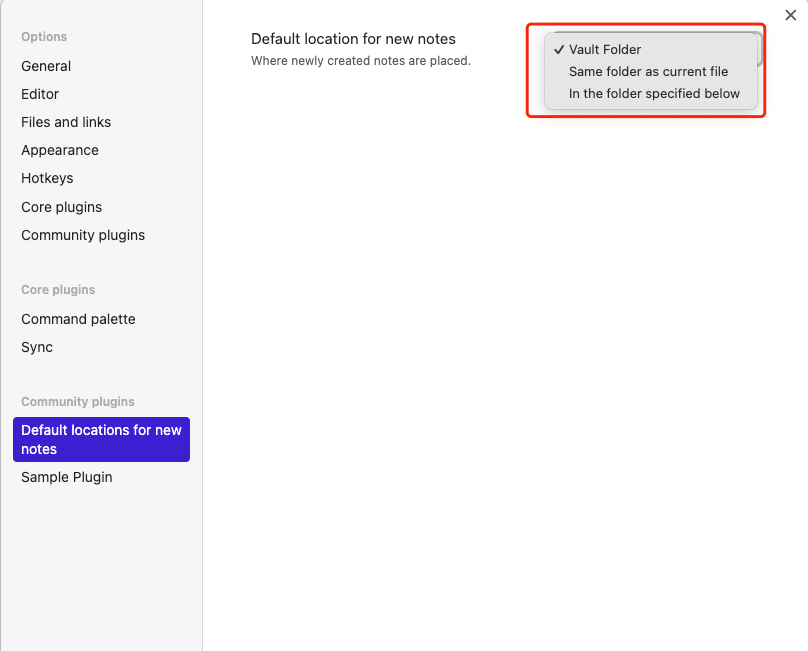 Options
General
Editor
Files and links
Appearance
Hotkeys
Core plugins
Community plugins
Core plugins
Command palette
Sync
Community plugins
Default locations for new
notes
Sample Plugin
Default location for new notes
Where newly created notes are placed.
✓ Vault Folder
Same folder as current file
In the folder specified below